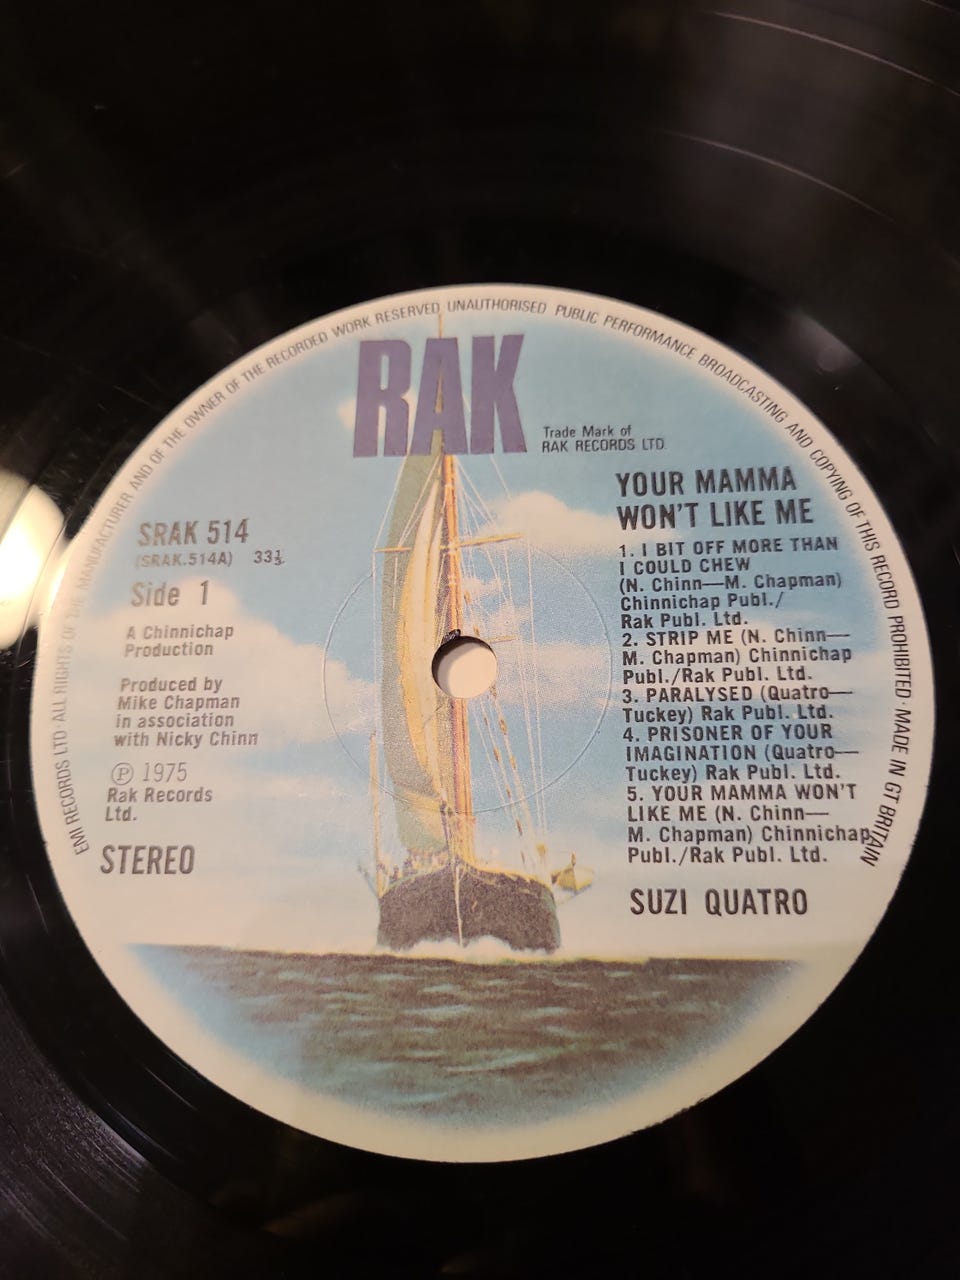 EMI RECORDS LTD · ALL RIGHTS OF THE MANUFACTURER AND OF THE OWNER OF THE RECORDED WORK RESERVED UNAUTHORISED PUBLIC PERFORMANCE BROADCASTING AND COPYING OF THIS RECORD PROHIBITED · MADE IN GT BRITAIN
RAK
Trade Mark of
RAK RECORDS LTD.
SRAK 514
(SRAK.514A) 33⅓
Side 1
A Chinnichap
Production
Produced by
Mike Chapman
in association
with Nicky Chinn
Ⓟ 1975
Rak Records
Ltd.
STEREO
YOUR MAMMA
WON'T LIKE ME
1. I BIT OFF MORE THAN
I COULD CHEW
(N. Chinn—M. Chapman)
Chinnichap Publ./
Rak Publ. Ltd.
2. STRIP ME (N. Chinn—
M. Chapman) Chinnichap
Publ./Rak Publ. Ltd.
3. PARALYSED (Quatro—
Tuckey) Rak Publ. Ltd.
4. PRISONER OF YOUR
IMAGINATION (Quatro—
Tuckey) Rak Publ. Ltd.
5. YOUR MAMMA WON'T
LIKE ME (N. Chinn—
M. Chapman) Chinnichap
Publ./Rak Publ. Ltd.
SUZI QUATRO